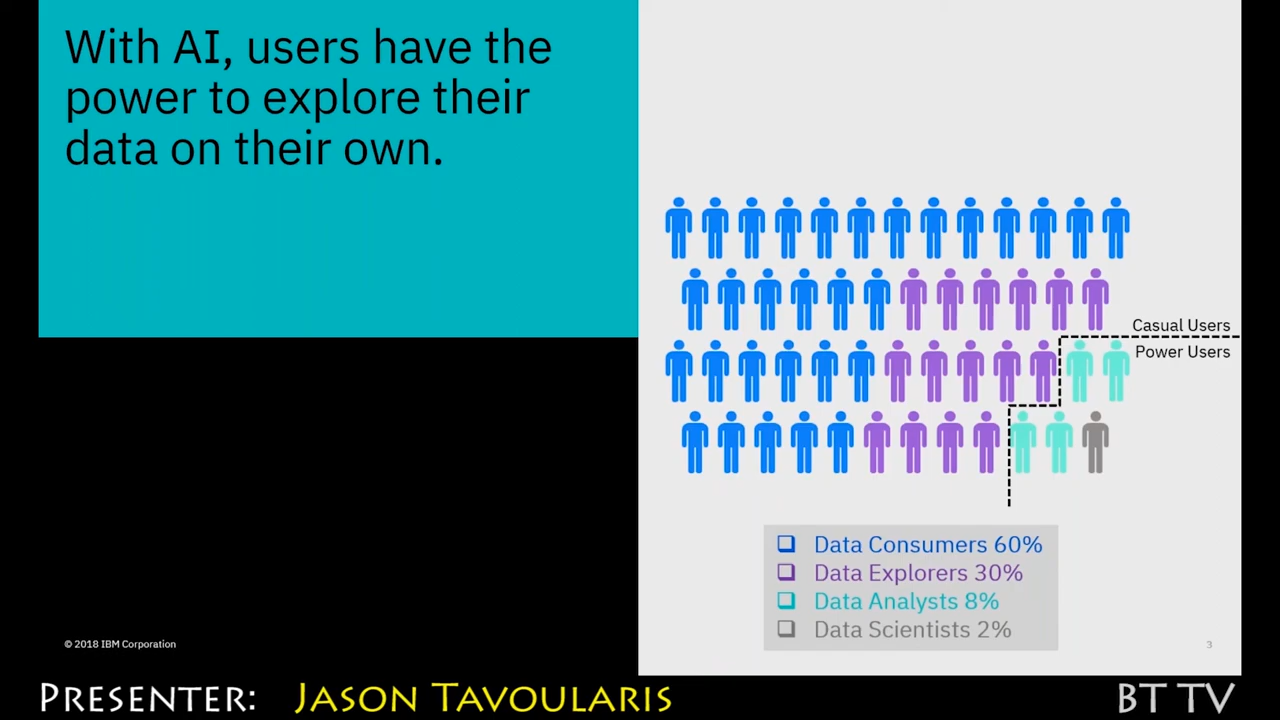 With AI, users have the
power to explore their
data on their own.
Casual Users
Power Users
Data Consumers 60%
Data Explorers 30%
Data Analysts 8%
Data Scientists 2%
© 2018 IBM Corporation
3
PRESENTER: JASON TAVOULARIS
BT TV